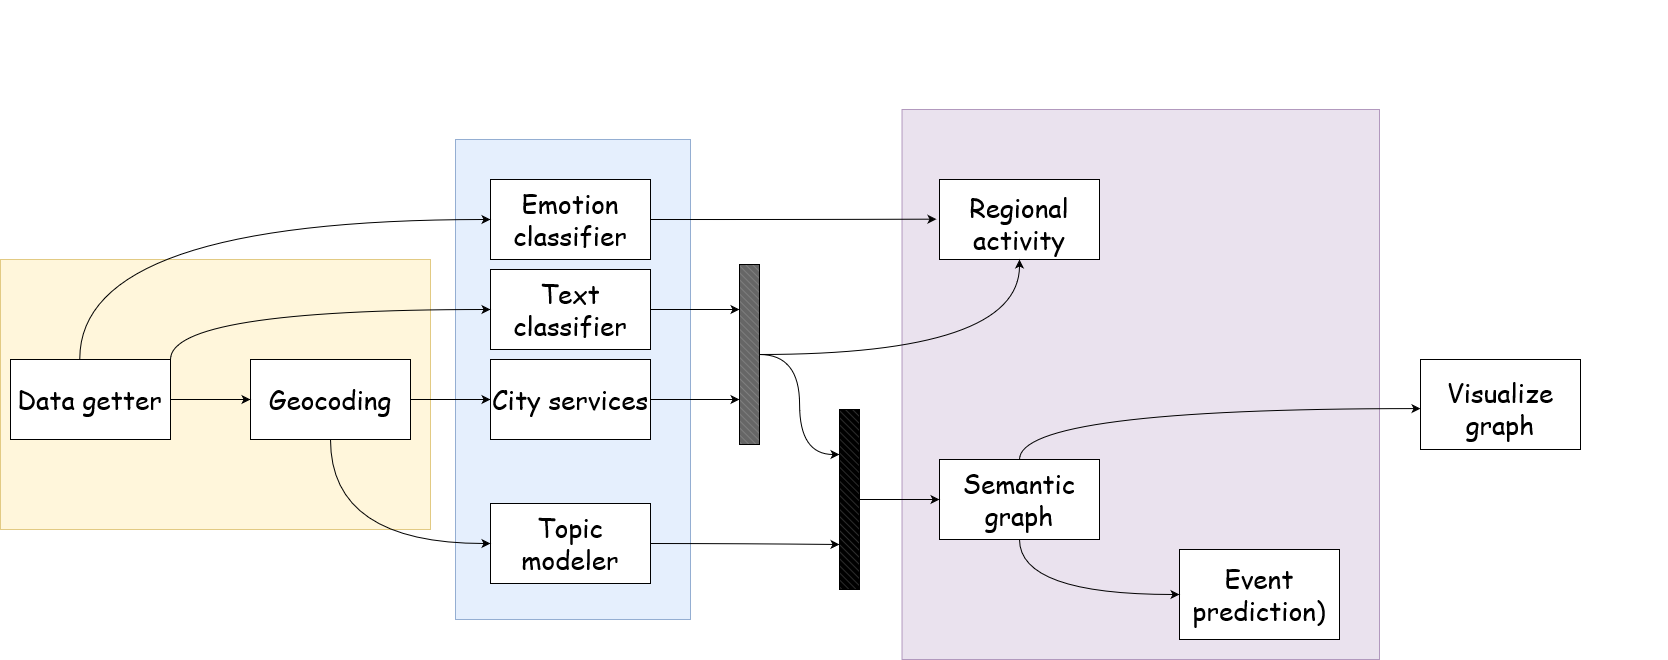 Emotion
classifier
Regional
activity
Text
classifier
Data getter
Geocoding
City services
Visualize
graph
Semantic
graph
Topic
modeler
Event
prediction)